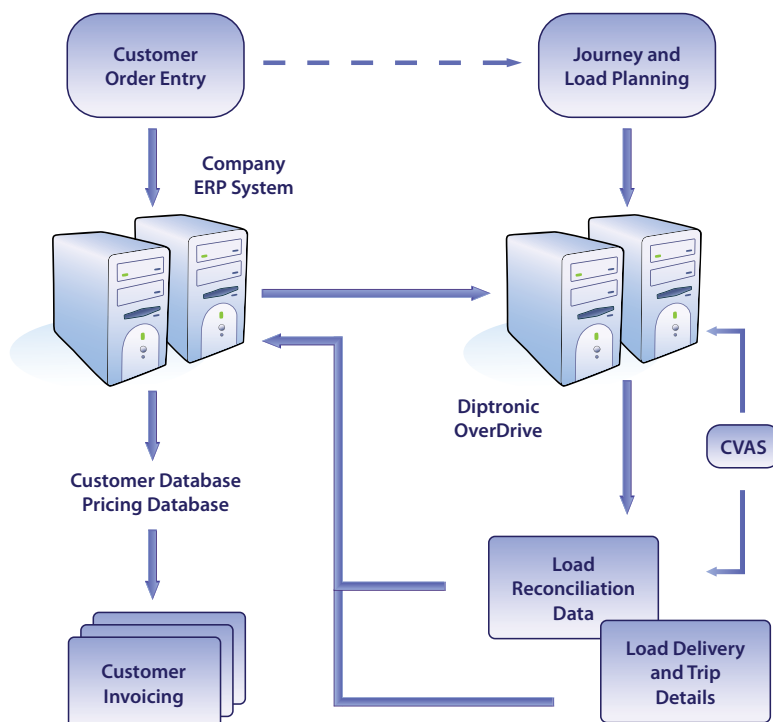 Customer
Order Entry
Journey and
Load Planning
Company
ERP System
Diptronic
OverDrive
CVAS
Customer Database
Pricing Database
Load
Reconciliation
Data
Load Delivery
and Trip
Details
Customer
Invoicing